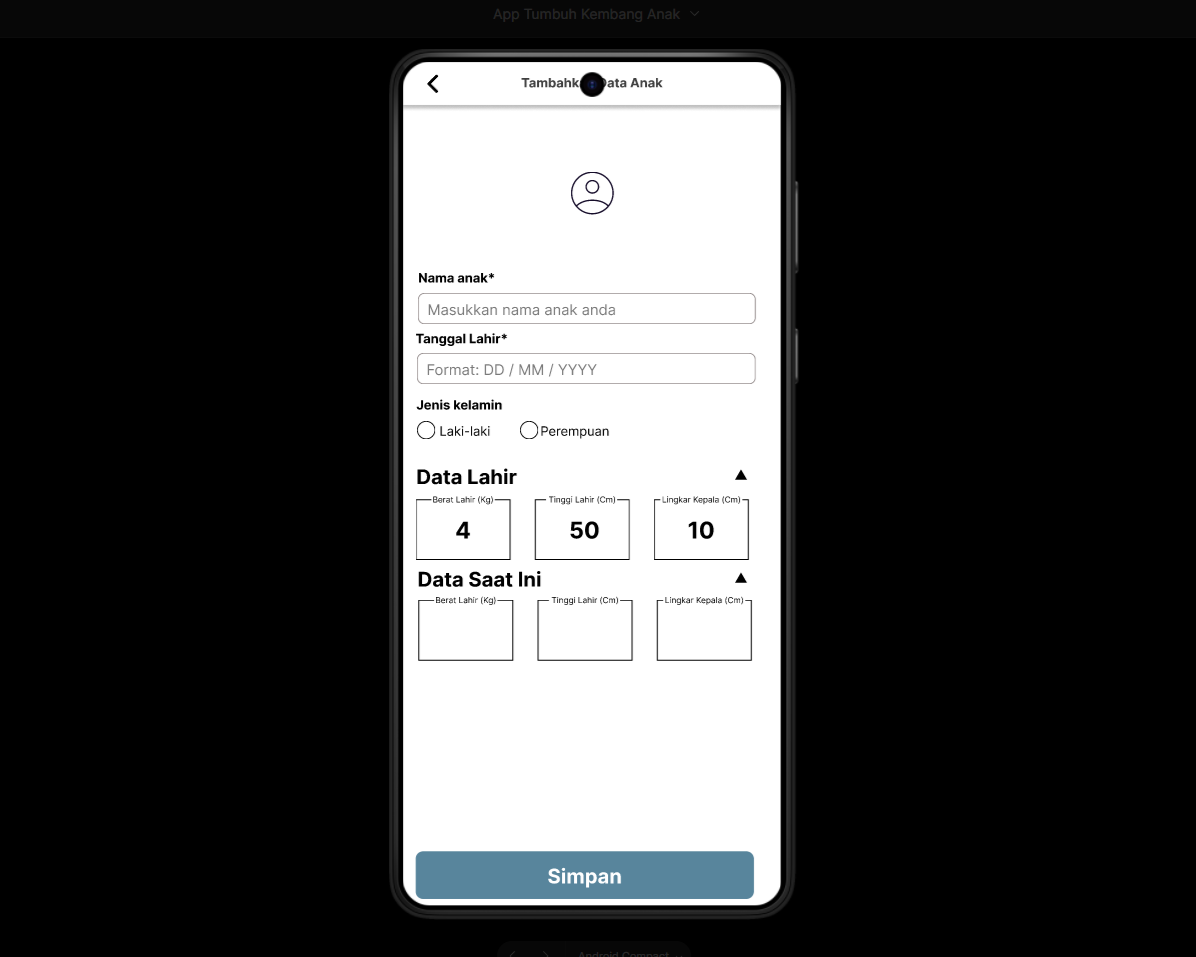 App Tumbuh Kembang Anak
Tambahk Data Anak
Nama anak*
Masukkan nama anak anda
Tanggal Lahir*
Format: DD / MM / YYYY
Jenis kelamin
Laki-laki Perempuan
Data Lahir
Berat Lahir (Kg) Tinggi Lahir (Cm) Lingkar Kepala (Cm)
4 50 10
Data Saat Ini
Berat Lahir (Kg) Tinggi Lahir (Cm) Lingkar Kepala (Cm)
Simpan
Android Compact